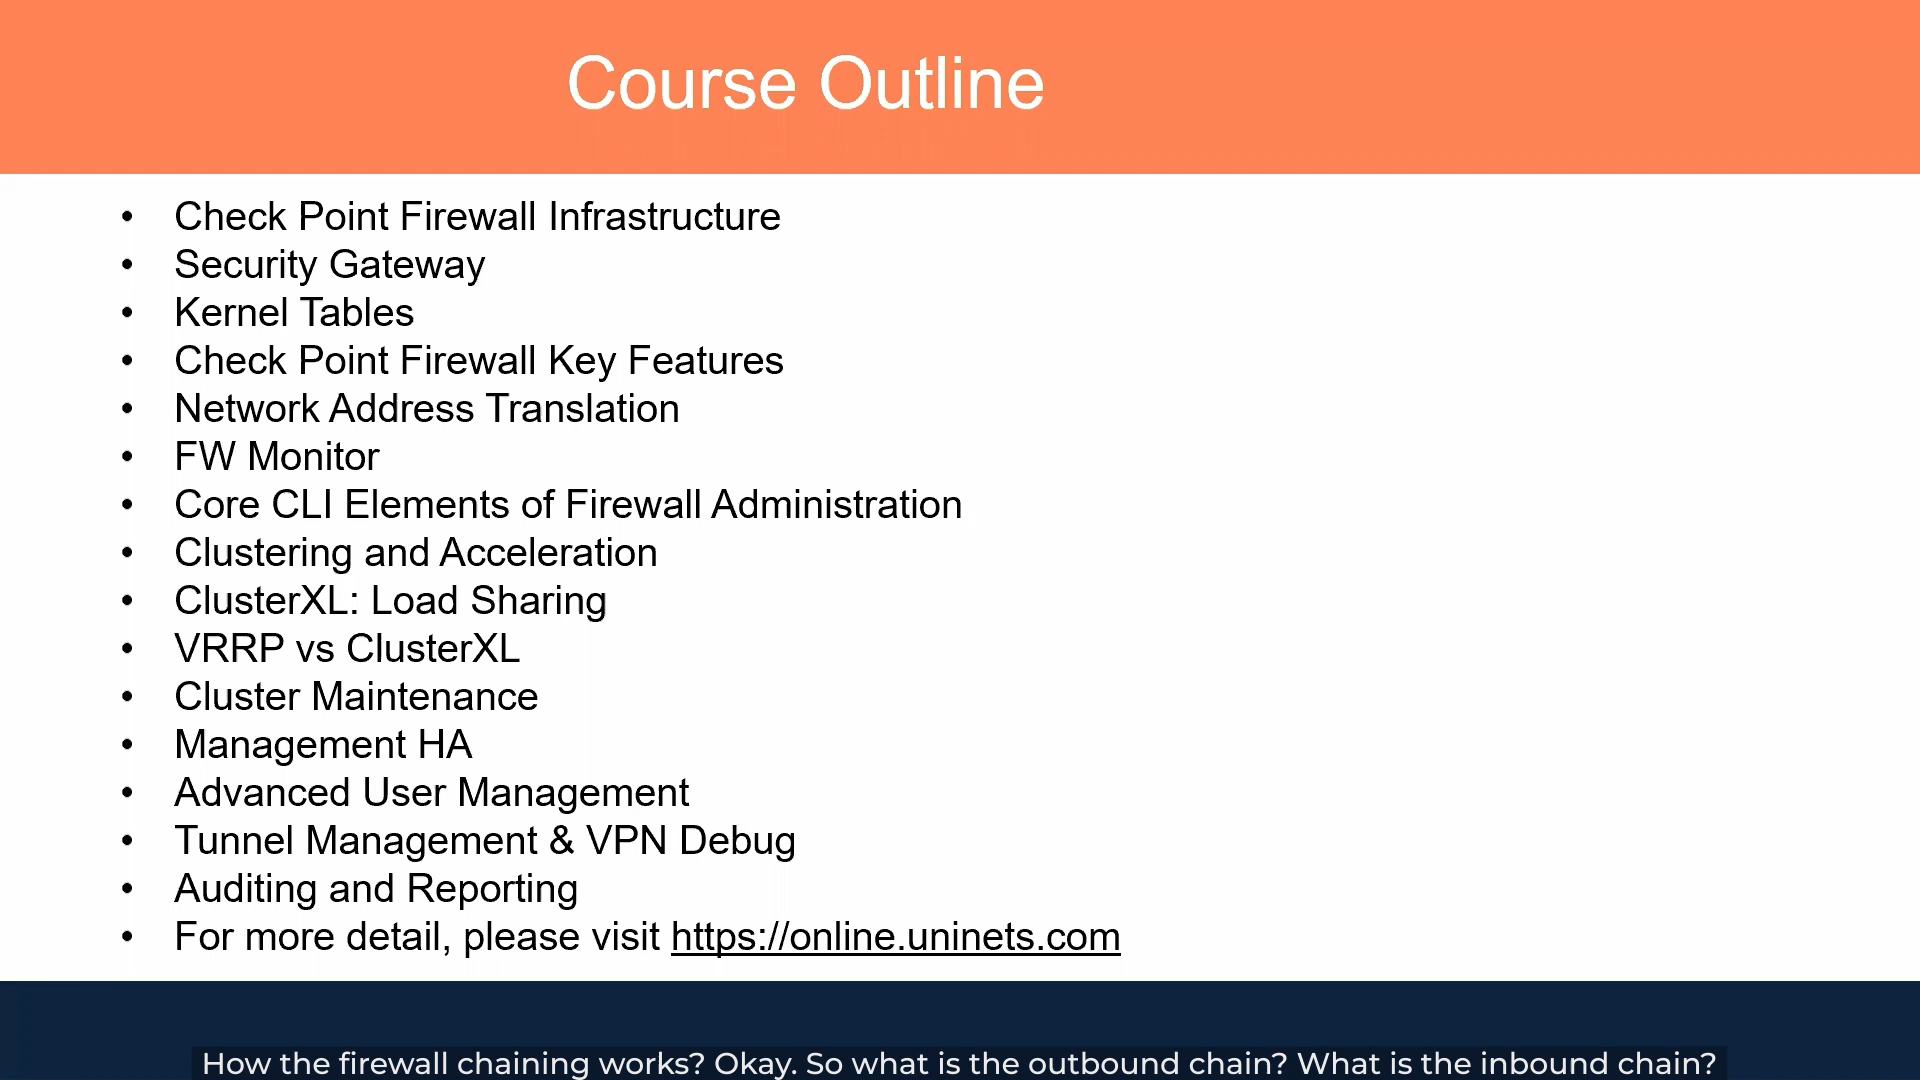 Course Outline
• Check Point Firewall Infrastructure
• Security Gateway
• Kernel Tables
• Check Point Firewall Key Features
• Network Address Translation
• FW Monitor
• Core CLI Elements of Firewall Administration
• Clustering and Acceleration
• ClusterXL: Load Sharing
• VRRP vs ClusterXL
• Cluster Maintenance
• Management HA
• Advanced User Management
• Tunnel Management & VPN Debug
• Auditing and Reporting
• For more detail, please visit https://online.uninets.com
How the firewall chaining works? Okay. So what is the outbound chain? What is the inbound chain?